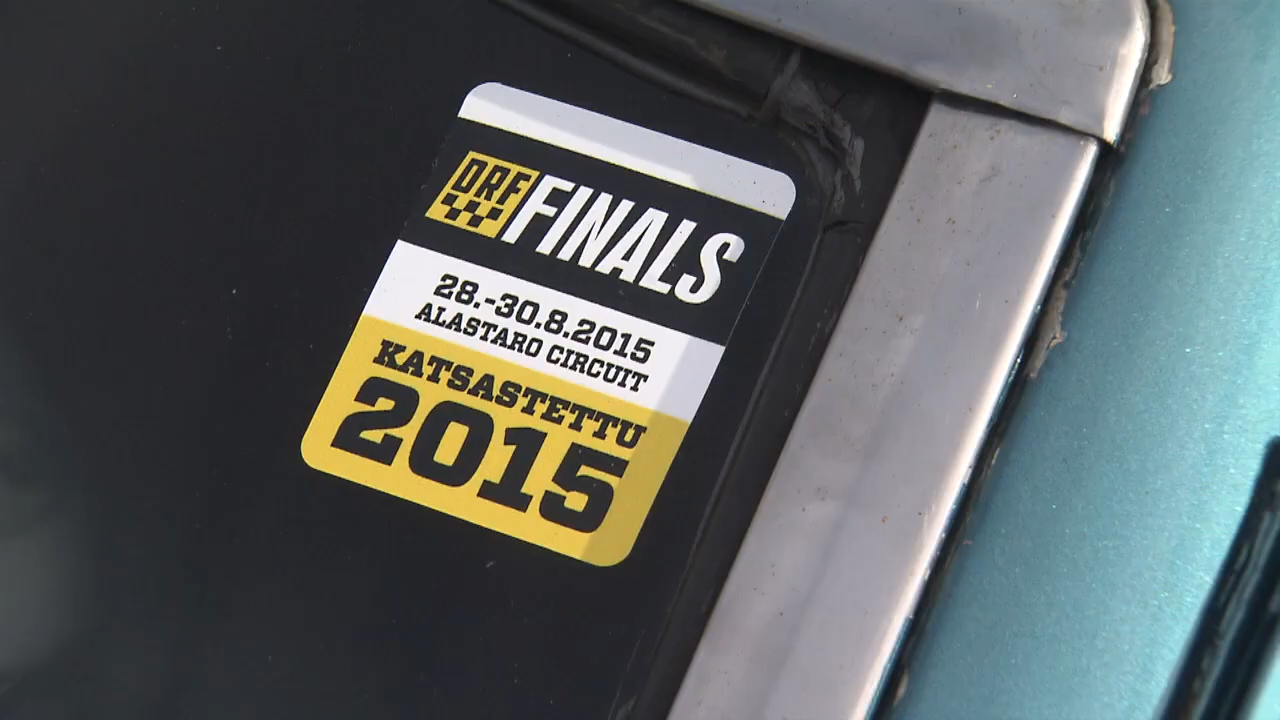 DRF FINALS
28.-30.8.2015
ALASTARO CIRCUIT
KATSASTETTU
2015